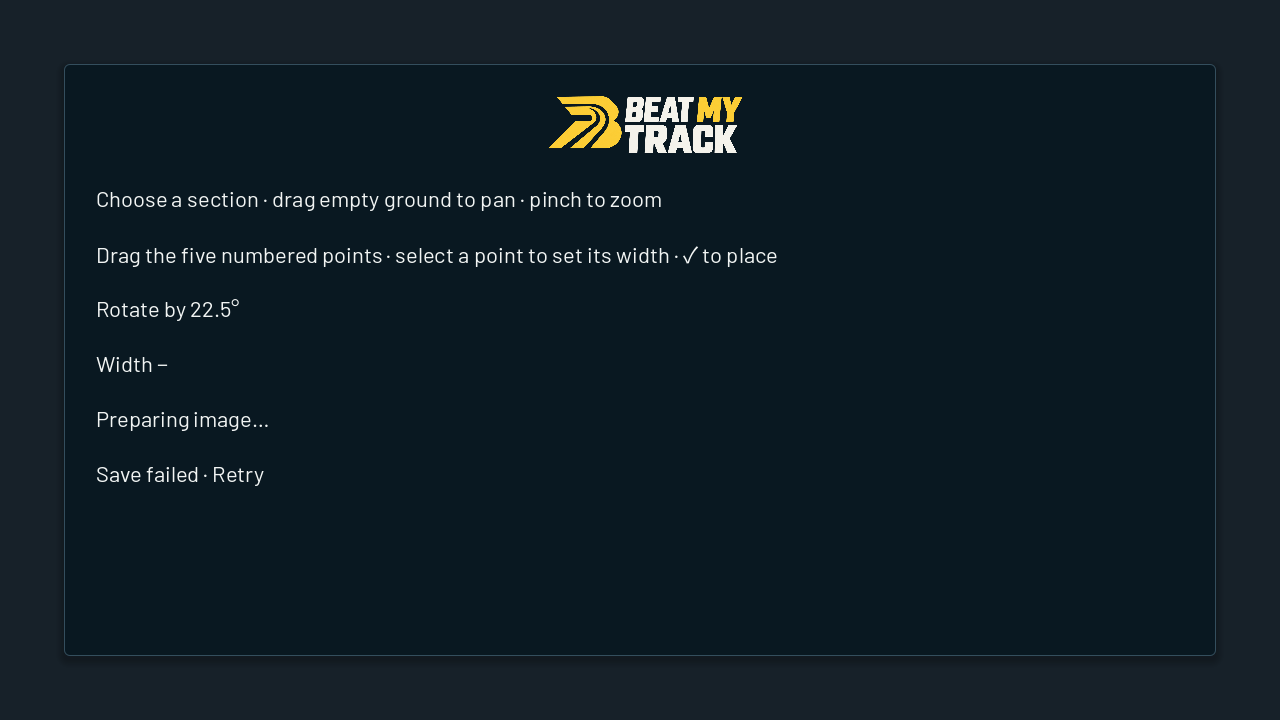 BEAT MY
TRACK
Choose a section · drag empty ground to pan · pinch to zoom
Drag the five numbered points · select a point to set its width · ✓ to place
Rotate by 22.5°
Width −
Preparing image…
Save failed · Retry